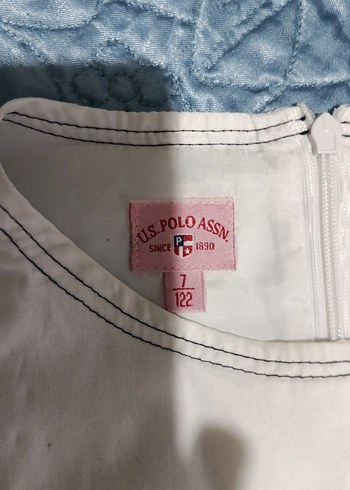 U.S. POLO ASSN.
SINCE P 1890
7
122